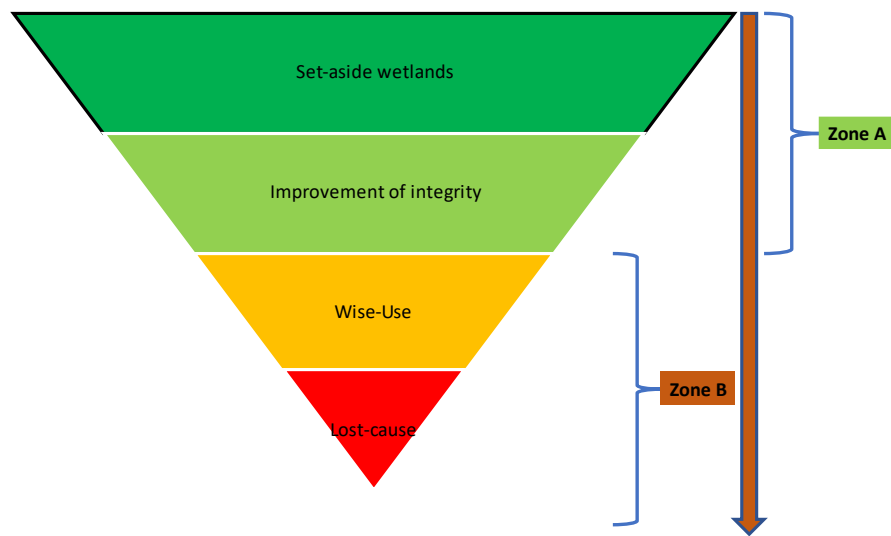 Set-aside wetlands
Zone A
Improvement of integrity
Wise-Use
Zone B
Lost-cause